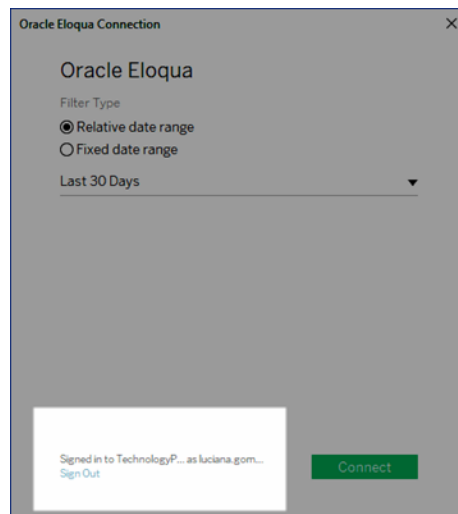 Oracle Eloqua Connection
Oracle Eloqua
Filter Type
Relative date range
Fixed date range
Last 30 Days
Signed in to TechnologyP... as luciana.gom...
Sign Out
Connect